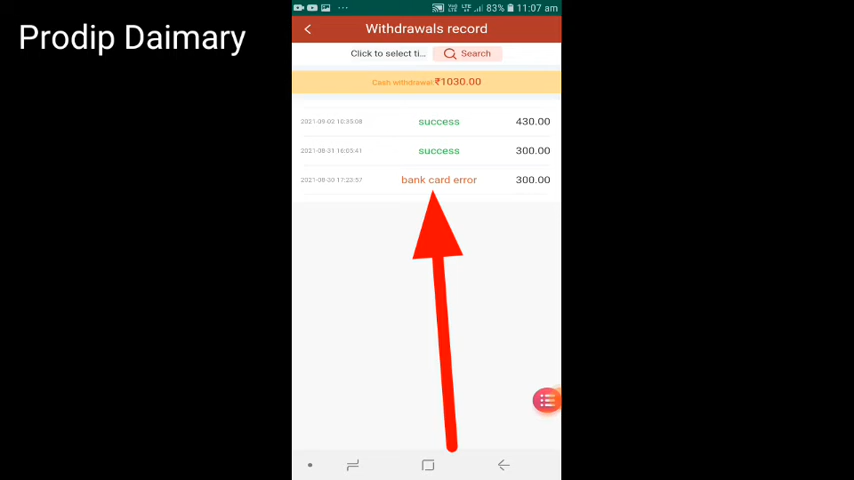 Prodip Daimary
83% 11:07 am
Withdrawals record
Click to select ti... Search
Cash withdrawal:₹1030.00
2021-09-02 10:35:08 success 430.00
2021-08-31 16:05:41 success 300.00
2021-08-30 17:23:57 bank card error 300.00